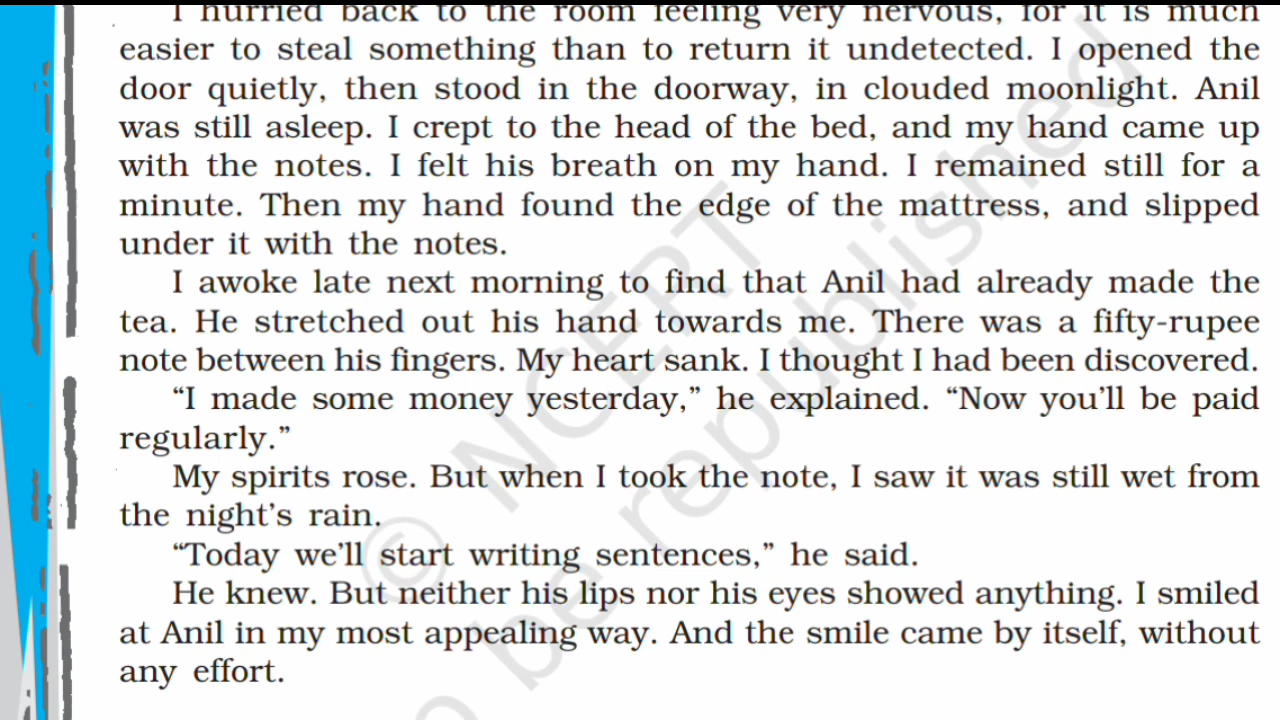 I hurried back to the room feeling very nervous, for it is much
easier to steal something than to return it undetected. I opened the
door quietly, then stood in the doorway, in clouded moonlight. Anil
was still asleep. I crept to the head of the bed, and my hand came up
with the notes. I felt his breath on my hand. I remained still for a
minute. Then my hand found the edge of the mattress, and slipped
under it with the notes.
I awoke late next morning to find that Anil had already made the
tea. He stretched out his hand towards me. There was a fifty-rupee
note between his fingers. My heart sank. I thought I had been discovered.
“I made some money yesterday,” he explained. “Now you’ll be paid
regularly.”
My spirits rose. But when I took the note, I saw it was still wet from
the night’s rain.
“Today we’ll start writing sentences,” he said.
He knew. But neither his lips nor his eyes showed anything. I smiled
at Anil in my most appealing way. And the smile came by itself, without
any effort.
© NCERT
be republished